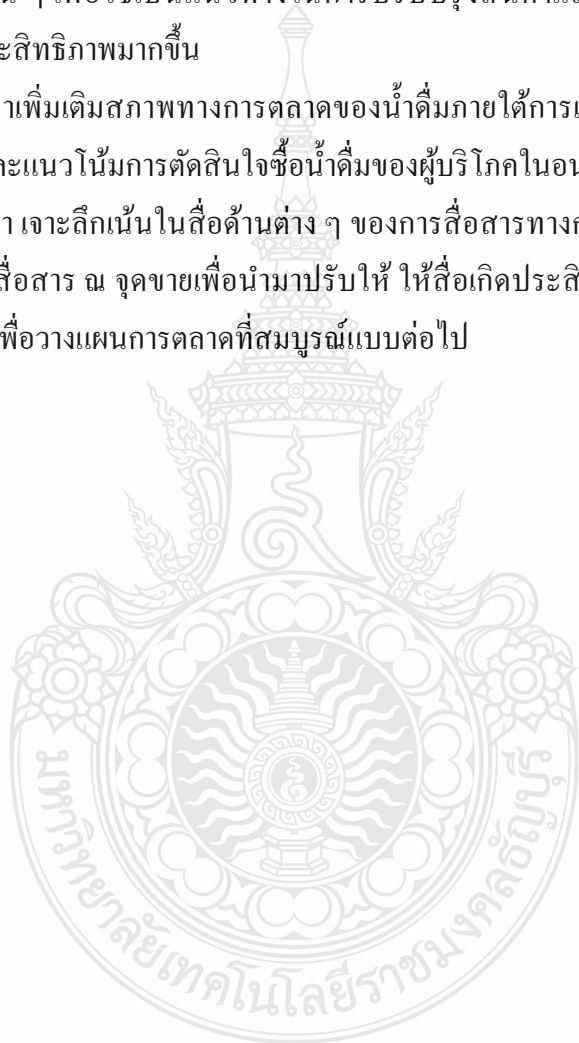 ๆ เพื่อใช้เป็นแนวทางในการปรับปรุงสินค้า
ะสิทธิภาพมากขึ้น
าเพิ่มเติมสภาพทางการตลาดของน้ำดื่มภายใต้การ
ละแนวโน้มการตัดสินใจซื้อน้ำดื่มของผู้บริโภคในอน
า เจาะลึกเน้นในสื่อด้านต่าง ๆ ของการสื่อสารทางก
สื่อสาร ณ จุดขายเพื่อนำมาปรับให้ ให้สื่อเกิดประสิ
พื่อวางแผนการตลาดที่สมบูรณ์แบบต่อไป
มหาวิทยาลัยเทคโนโลยีราชมงคลธัญบุรี